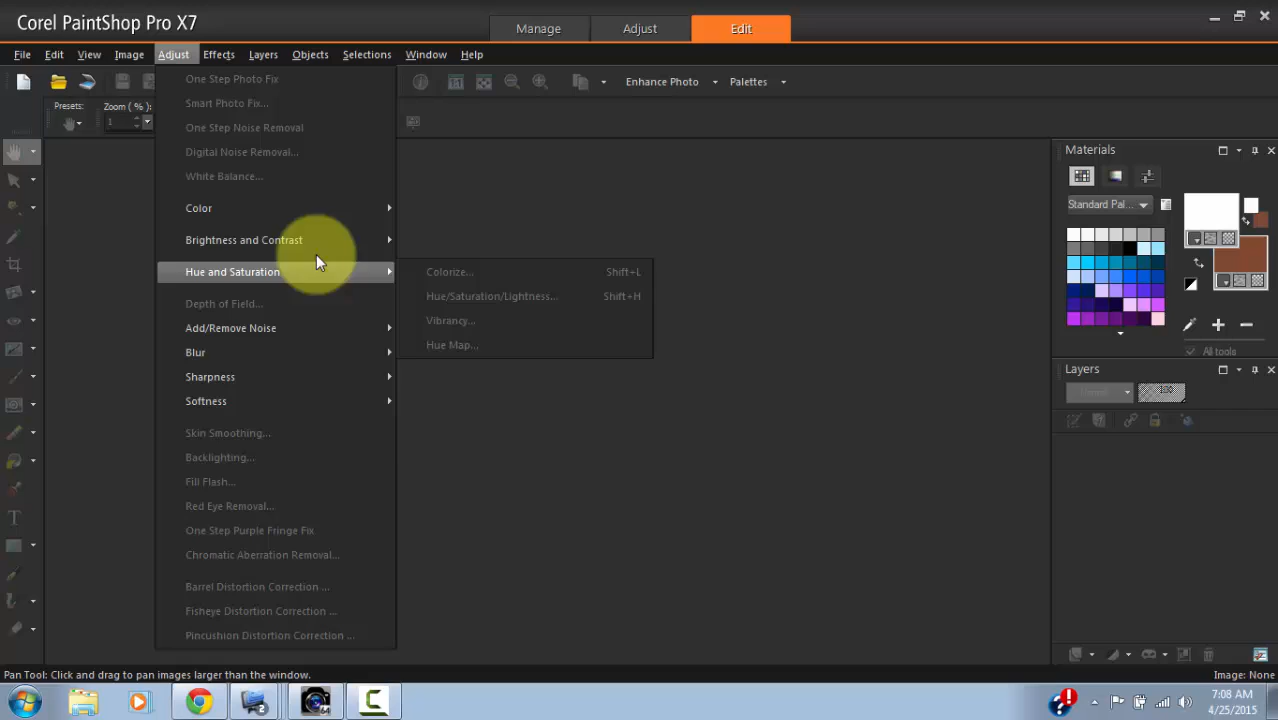 Corel PaintShop Pro X7
Manage Adjust Edit
File Edit View Image Adjust Effects Layers Objects Selections Window Help
Enhance Photo Palettes
Presets:
Zoom ( % ):
1
One Step Photo Fix
Smart Photo Fix...
One Step Noise Removal
Digital Noise Removal...
White Balance...
Color
Brightness and Contrast
Hue and Saturation
Depth of Field...
Add/Remove Noise
Blur
Sharpness
Softness
Skin Smoothing...
Backlighting...
Fill Flash...
Red Eye Removal...
One Step Purple Fringe Fix
Chromatic Aberration Removal...
Barrel Distortion Correction ...
Fisheye Distortion Correction ...
Pincushion Distortion Correction ...
Colorize... Shift+L
Hue/Saturation/Lightness... Shift+H
Vibrancy...
Hue Map...
Materials
Standard Pal...
All tools
Layers
Normal
100
Pan Tool: Click and drag to pan images larger than the window.
Image: None
7:08 AM
4/25/2015